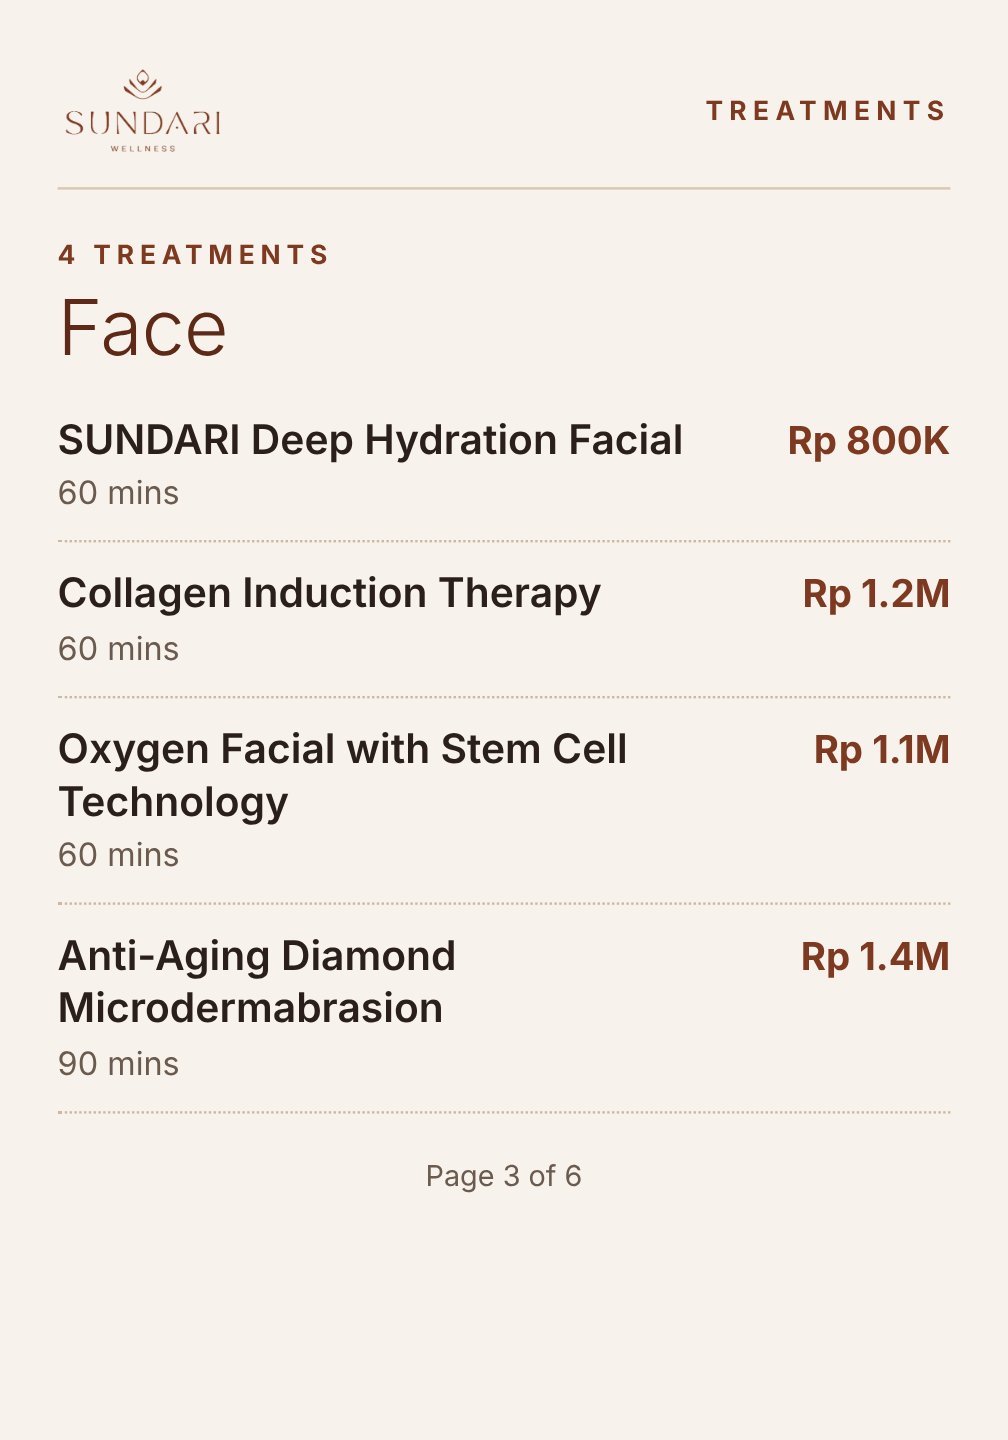 SUNDARI
WELLNESS
TREATMENTS
4 TREATMENTS
Face
SUNDARI Deep Hydration Facial Rp 800K
60 mins
Collagen Induction Therapy Rp 1.2M
60 mins
Oxygen Facial with Stem Cell Rp 1.1M
Technology
60 mins
Anti-Aging Diamond Rp 1.4M
Microdermabrasion
90 mins
Page 3 of 6